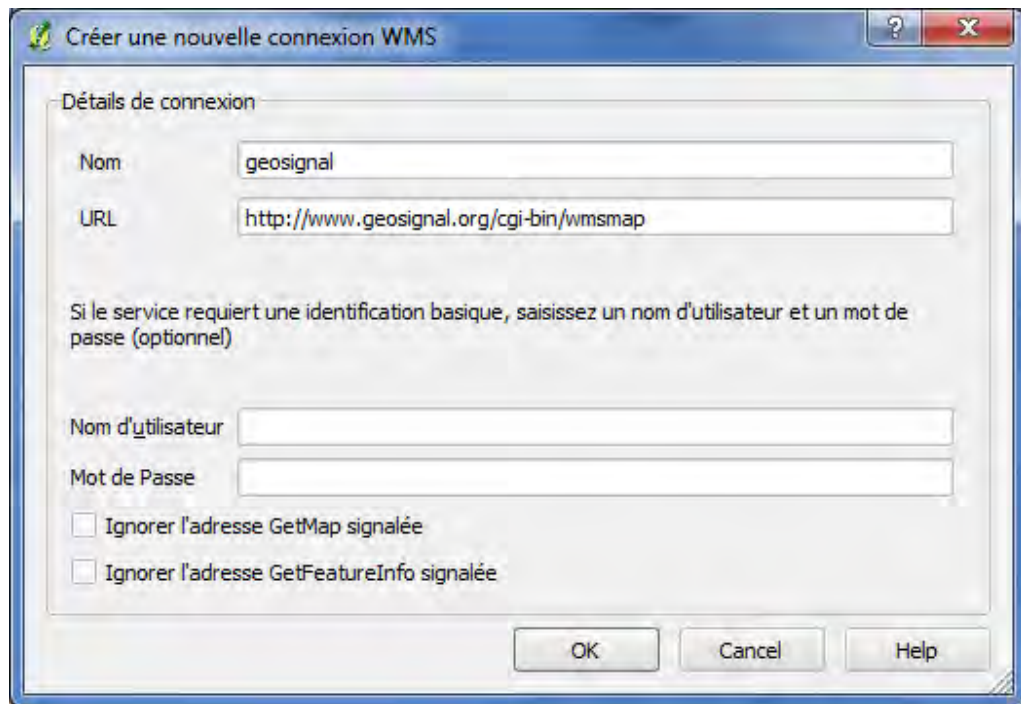 Créer une nouvelle connexion WMS
Détails de connexion
Nom
geosignal
URL
http://www.geosignal.org/cgi-bin/wmsmap
Si le service requiert une identification basique, saisissez un nom d'utilisateur et un mot de
passe (optionnel)
Nom d'utilisateur
Mot de Passe
Ignorer l'adresse GetMap signalée
Ignorer l'adresse GetFeatureInfo signalée
OK
Cancel
Help